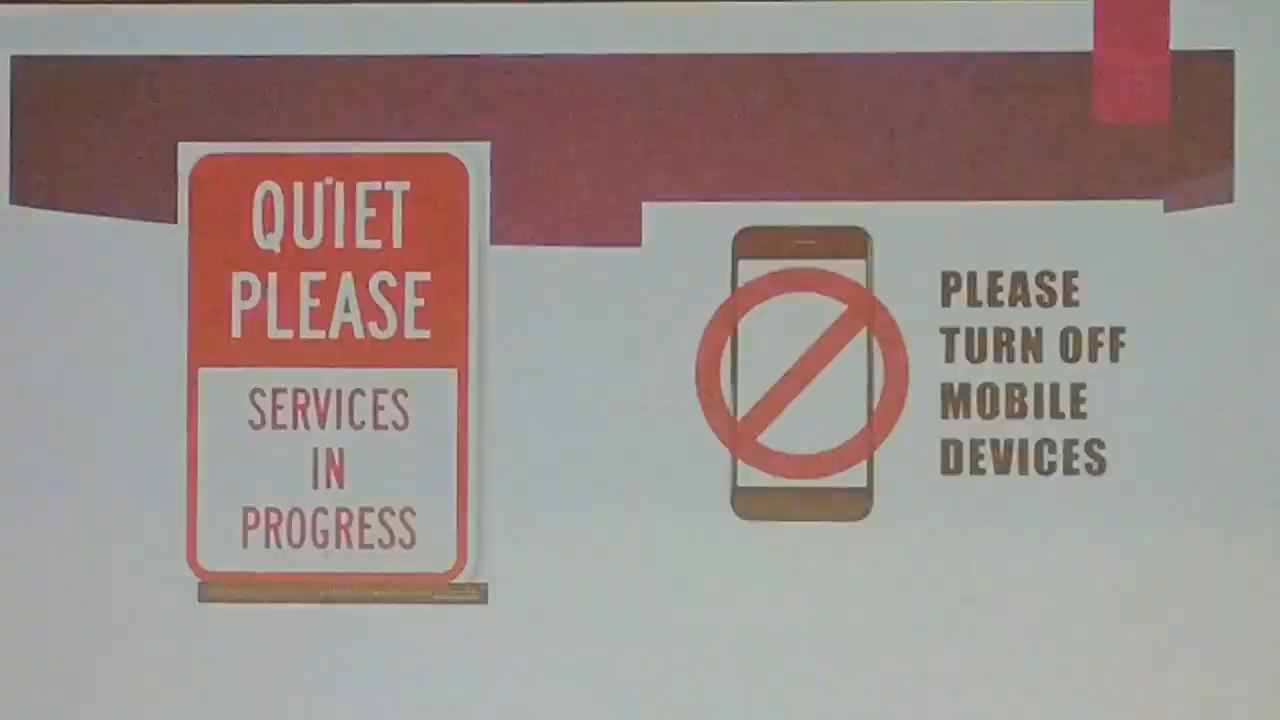 QUIET
PLEASE
SERVICES
IN
PROGRESS
PLEASE
TURN OFF
MOBILE
DEVICES